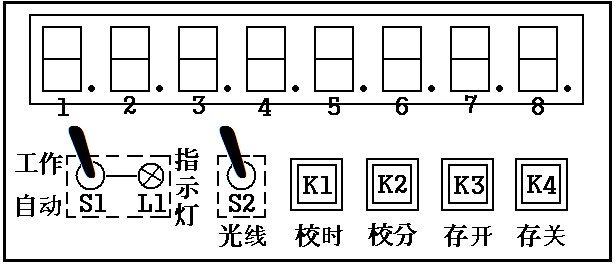 1 2 3 4 5 6 7 8
工作 指示灯
自动 S1 L1 S2 K1 K2 K3 K4
光线 校时 校分 存开 存关